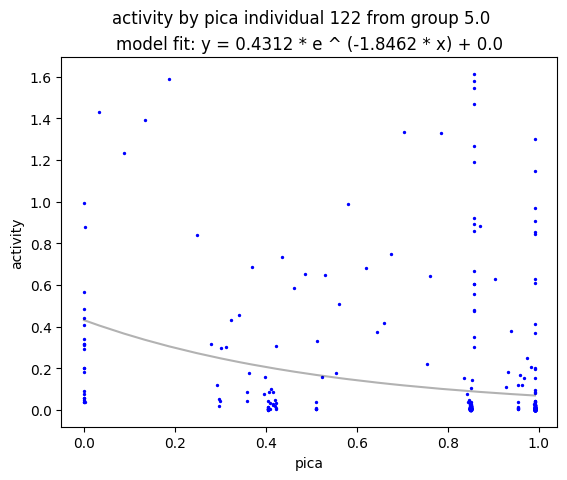 activity by pica individual 122 from group 5.0
model fit: y = 0.4312 * e ^ (-1.8462 * x) + 0.0
1.6
1.4
1.2
1.0
0.8
0.6
0.4
0.2
0.0
activity
0.0 0.2 0.4 0.6 0.8 1.0
pica